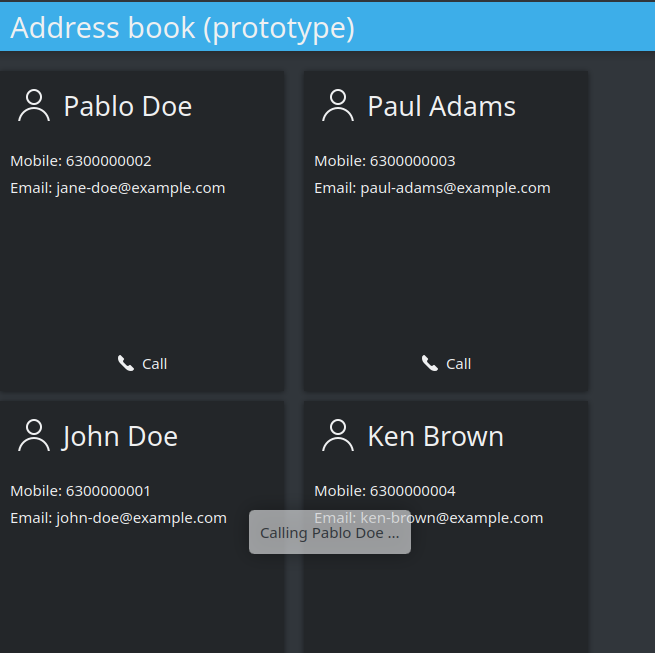 Address book (prototype)
Pablo Doe
Mobile: 6300000002
Email: jane-doe@example.com
Call
Paul Adams
Mobile: 6300000003
Email: paul-adams@example.com
Call
John Doe
Mobile: 6300000001
Email: john-doe@example.com
Ken Brown
Mobile: 6300000004
Email: ken-brown@example.com
Calling Pablo Doe ...